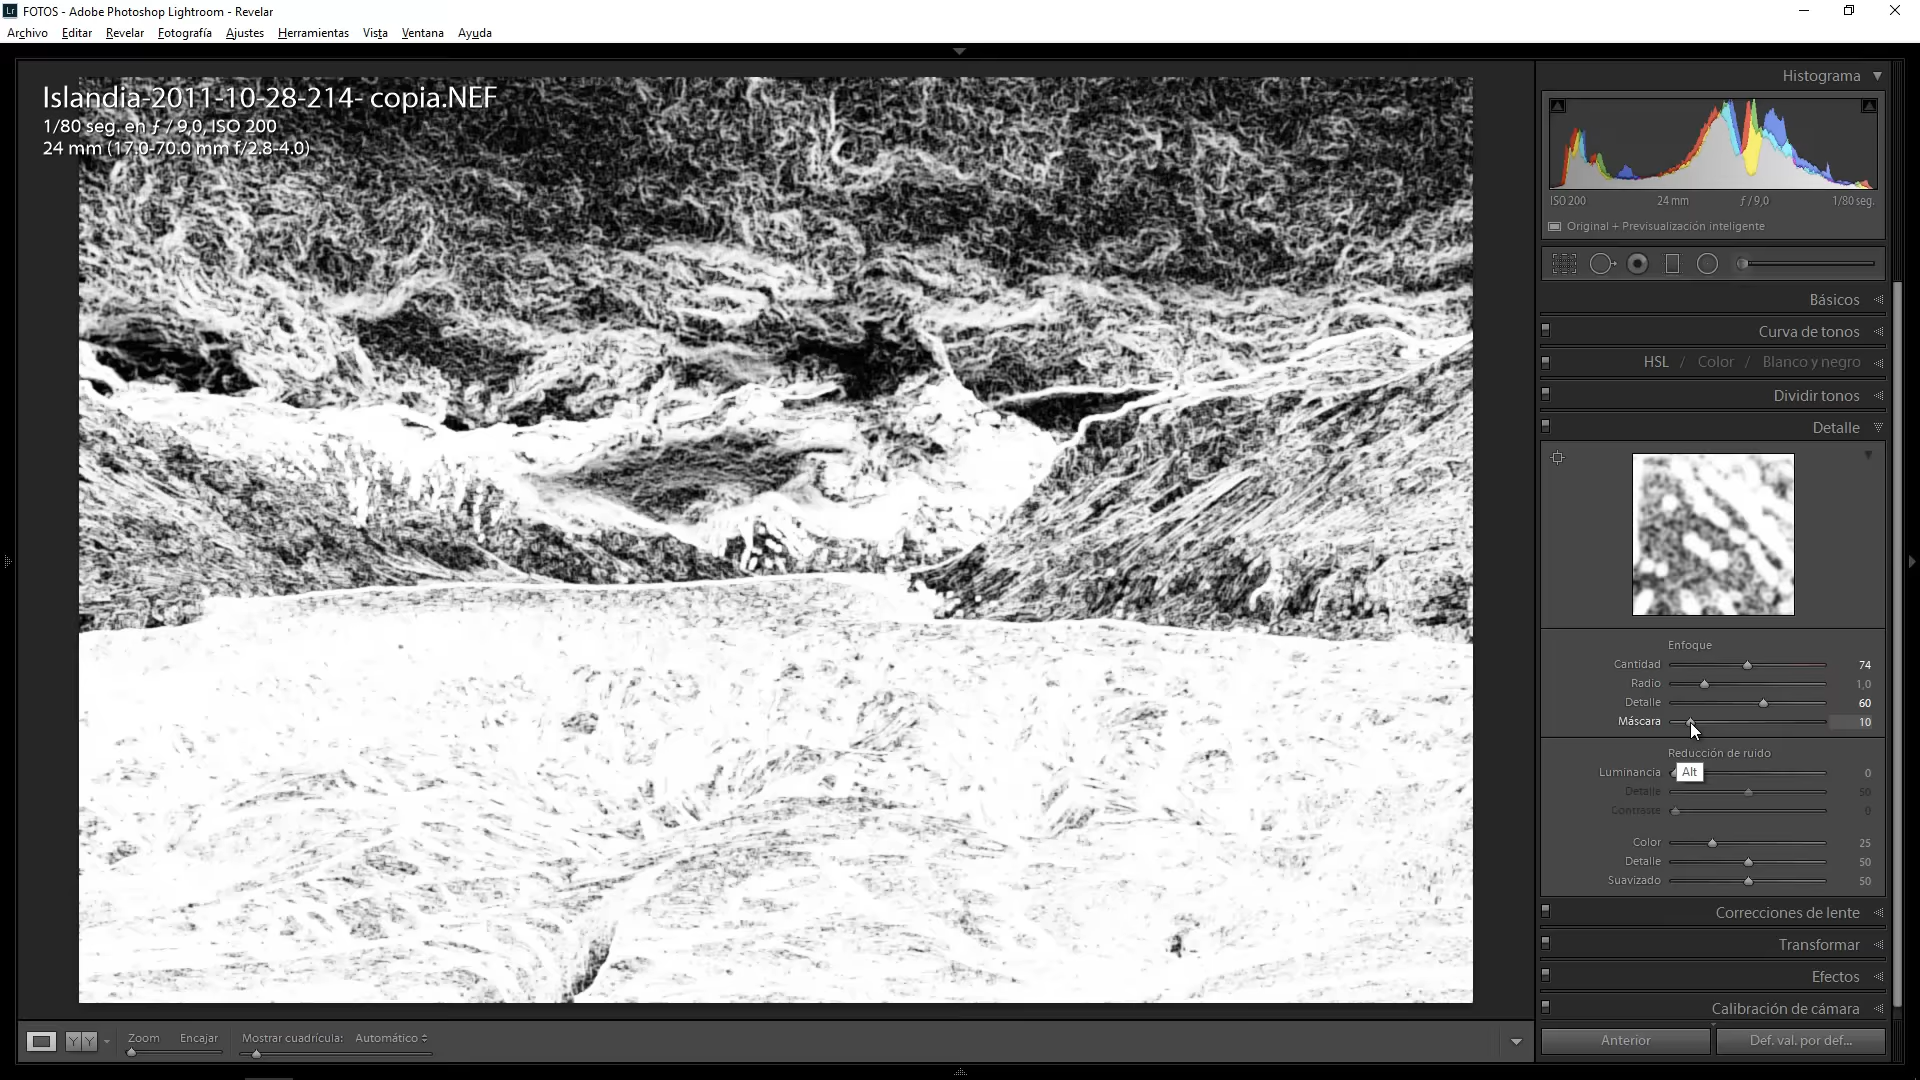 Lr FOTOS - Adobe Photoshop Lightroom - Revelar
Archivo Editar Revelar Fotografía Ajustes Herramientas Vista Ventana Ayuda
Islandia-2011-10-28-214- copia.NEF
1/80 seg. en ƒ / 9,0, ISO 200
24 mm (17.0-70.0 mm f/2.8-4.0)
Histograma
ISO 200 24 mm ƒ / 9,0 1/80 seg.
Original + Previsualización inteligente
Básicos
Curva de tonos
HSL / Color / Blanco y negro
Dividir tonos
Detalle
Enfoque
Cantidad 74
Radio 1,0
Detalle 60
Máscara 10
Reducción de ruido
Luminancia Alt 0
Detalle 50
Contraste 0
Color 25
Detalle 50
Suavizado 50
Correcciones de lente
Transformar
Efectos
Calibración de cámara
YY Zoom Encajar Mostrar cuadrícula: Automático
Anterior Def. val. por def...